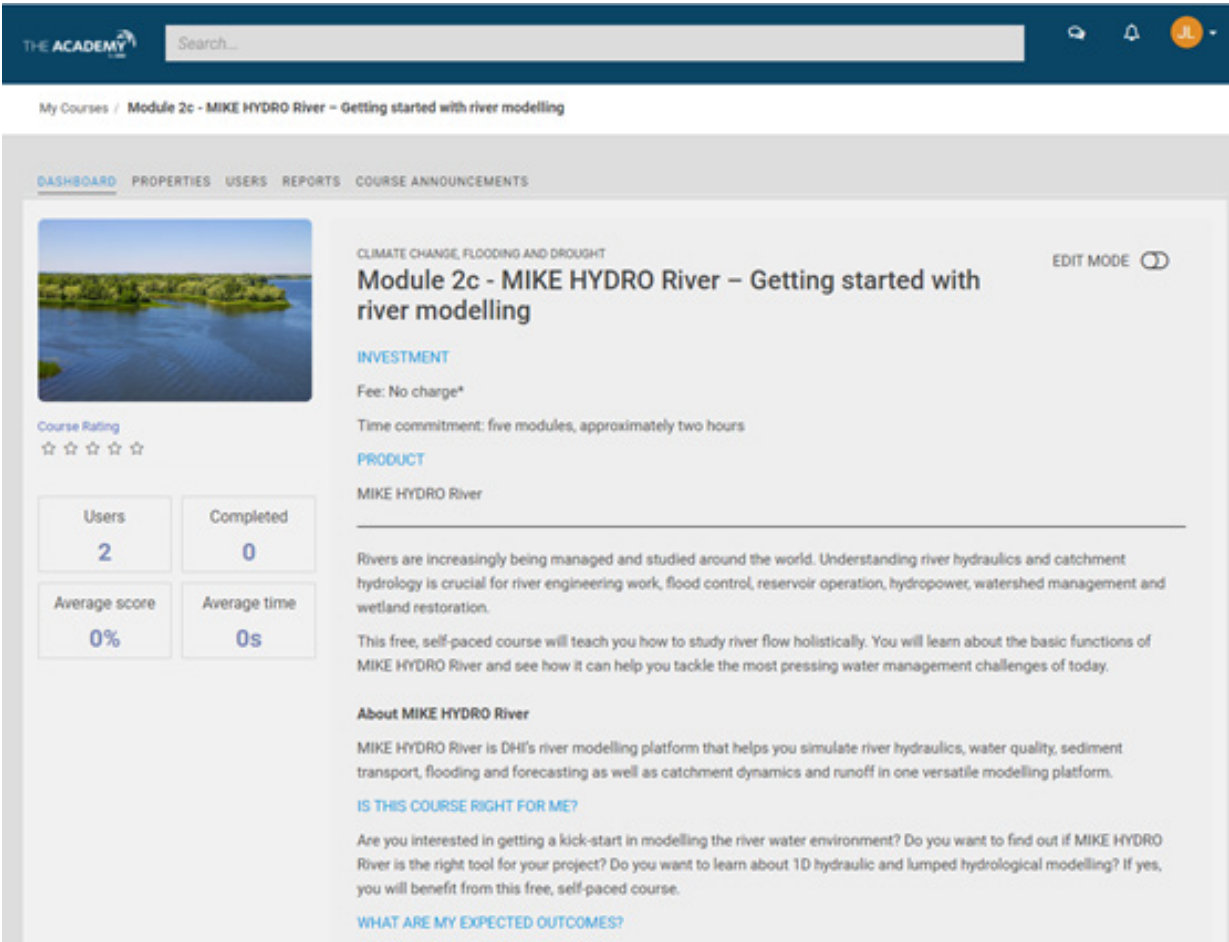 THE ACADEMY
Search...
JL
My Courses / Module 2c - MIKE HYDRO River – Getting started with river modelling
DASHBOARD PROPERTIES USERS REPORTS COURSE ANNOUNCEMENTS
CLIMATE CHANGE, FLOODING AND DROUGHT
EDIT MODE
Module 2c - MIKE HYDRO River – Getting started with
river modelling
INVESTMENT
Fee: No charge*
Time commitment: five modules, approximately two hours
PRODUCT
MIKE HYDRO River
Course Rating
Users
2
Completed
0
Average score
0%
Average time
0s
Rivers are increasingly being managed and studied around the world. Understanding river hydraulics and catchment
hydrology is crucial for river engineering work, flood control, reservoir operation, hydropower, watershed management and
wetland restoration.
This free, self-paced course will teach you how to study river flow holistically. You will learn about the basic functions of
MIKE HYDRO River and see how it can help you tackle the most pressing water management challenges of today.
About MIKE HYDRO River
MIKE HYDRO River is DHI's river modelling platform that helps you simulate river hydraulics, water quality, sediment
transport, flooding and forecasting as well as catchment dynamics and runoff in one versatile modelling platform.
IS THIS COURSE RIGHT FOR ME?
Are you interested in getting a kick-start in modelling the river water environment? Do you want to find out if MIKE HYDRO
River is the right tool for your project? Do you want to learn about 1D hydraulic and lumped hydrological modelling? If yes,
you will benefit from this free, self-paced course.
WHAT ARE MY EXPECTED OUTCOMES?